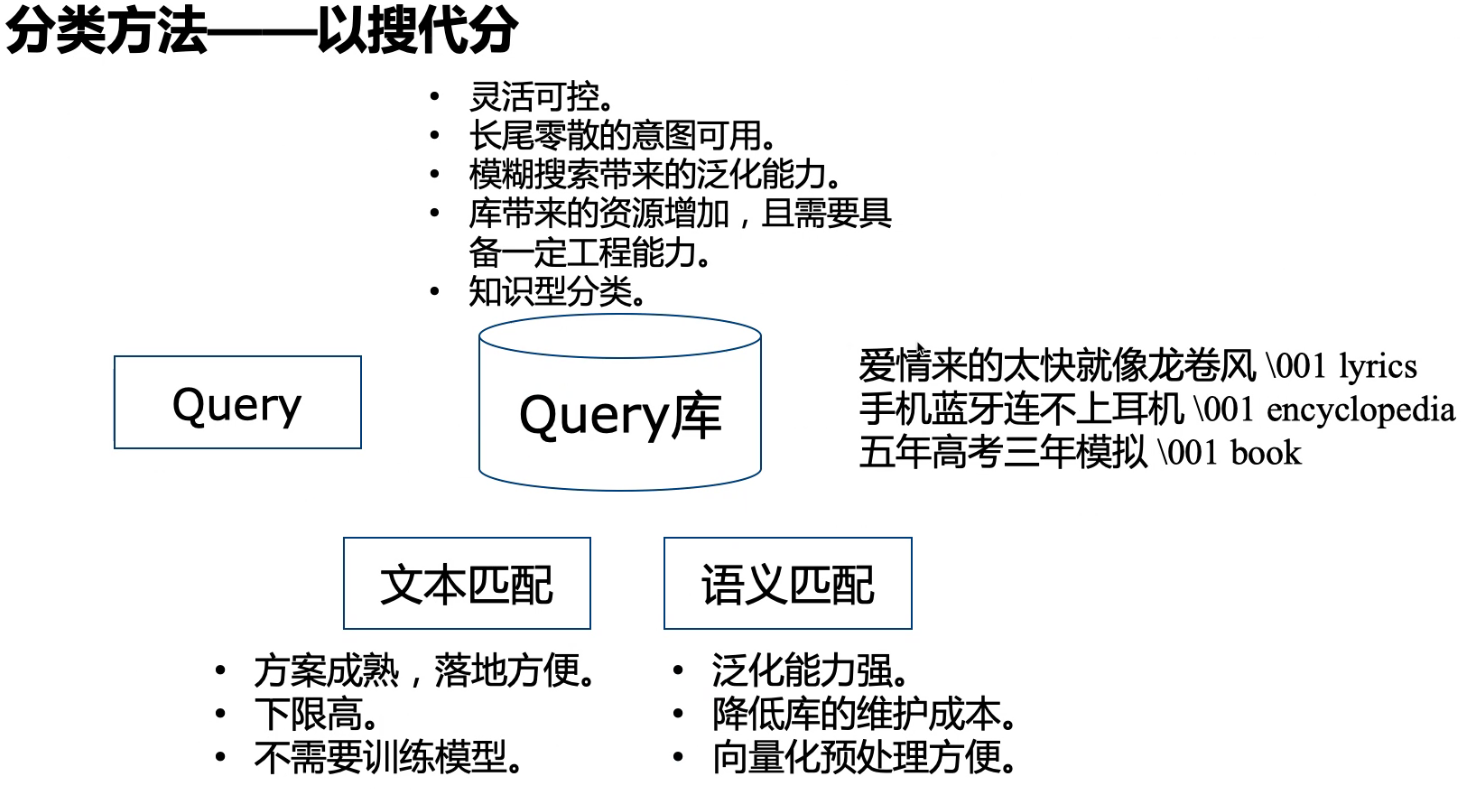 分类方法——以搜代分
• 灵活可控。
• 长尾零散的意图可用。
• 模糊搜索带来的泛化能力。
• 库带来的资源增加，且需要具
备一定工程能力。
• 知识型分类。
Query
Query库
爱情来的太快就像龙卷风 \001 lyrics
手机蓝牙连不上耳机 \001 encyclopedia
五年高考三年模拟 \001 book
文本匹配
• 方案成熟，落地方便。
• 下限高。
• 不需要训练模型。
语义匹配
• 泛化能力强。
• 降低库的维护成本。
• 向量化预处理方便。